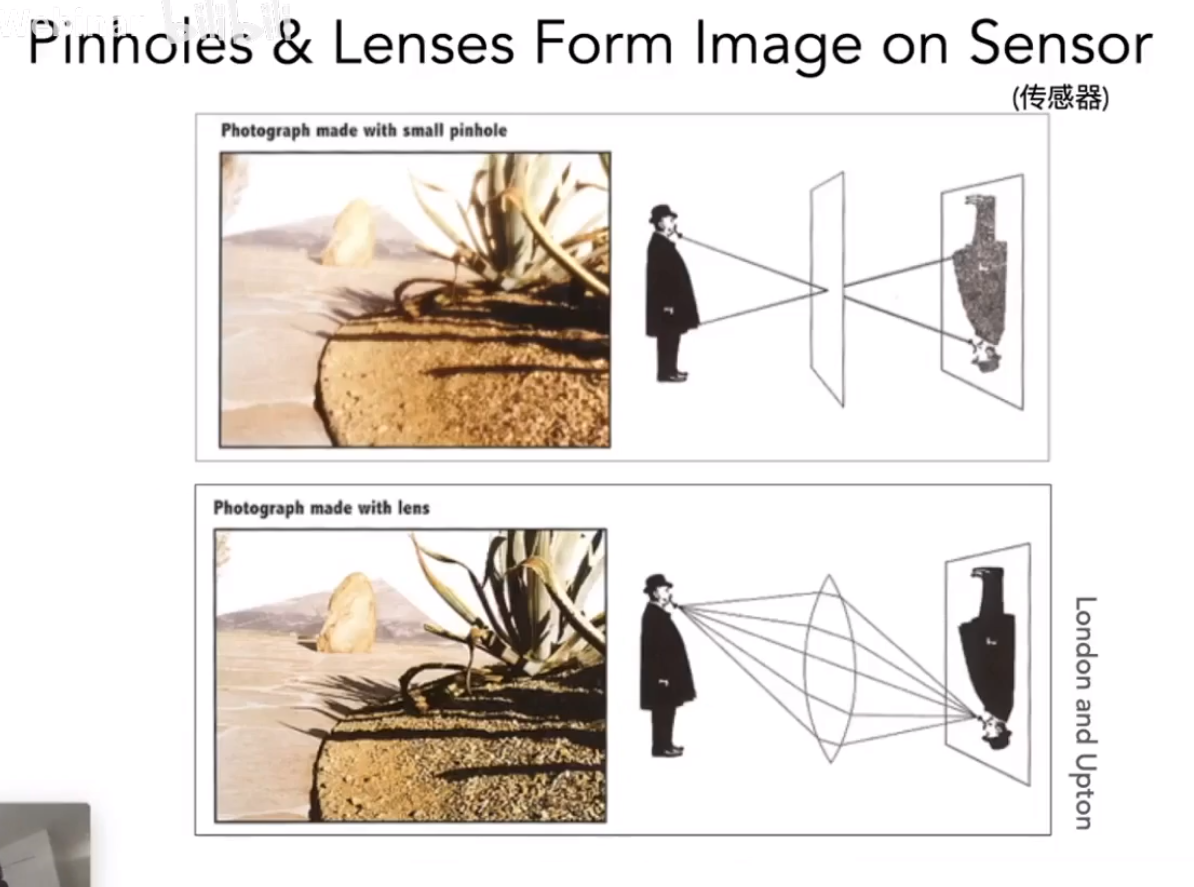 Pinholes & Lenses Form Image on Sensor
(传感器)
Photograph made with small pinhole
Photograph made with lens
London and Upton